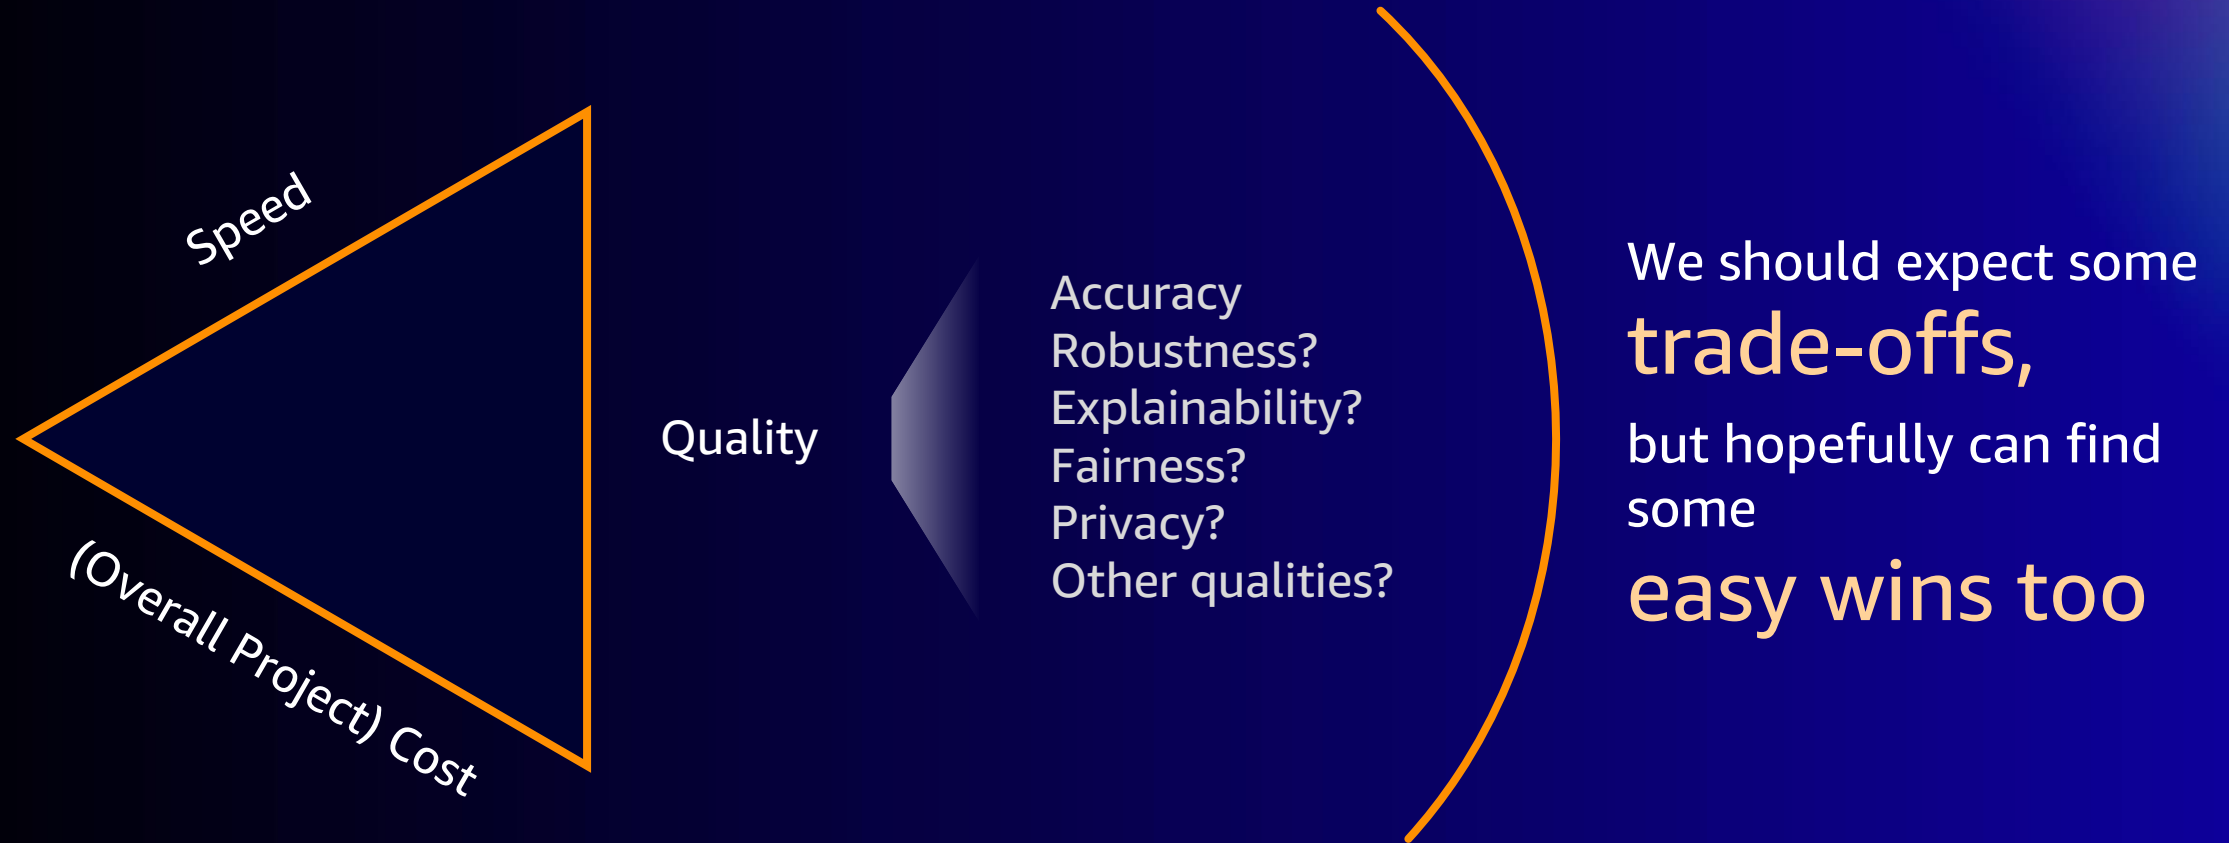 Speed
(Overall Project) Cost
Quality
Accuracy
Robustness?
Explainability?
Fairness?
Privacy?
Other qualities?
We should expect some
trade-offs,
but hopefully can find
some
easy wins too